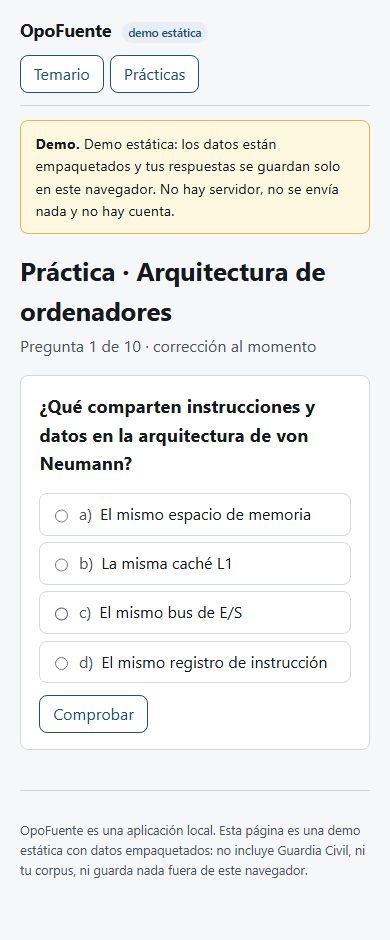 OpoFuente demo estática
Temario Prácticas
Demo. Demo estática: los datos están
empaquetados y tus respuestas se guardan solo
en este navegador. No hay servidor, no se envía
nada y no hay cuenta.
Práctica · Arquitectura de
ordenadores
Pregunta 1 de 10 · corrección al momento
¿Qué comparten instrucciones y
datos en la arquitectura de von
Neumann?
a) El mismo espacio de memoria
b) La misma caché L1
c) El mismo bus de E/S
d) El mismo registro de instrucción
Comprobar
OpoFuente es una aplicación local. Esta página es una demo
estática con datos empaquetados: no incluye Guardia Civil, ni
tu corpus, ni guarda nada fuera de este navegador.